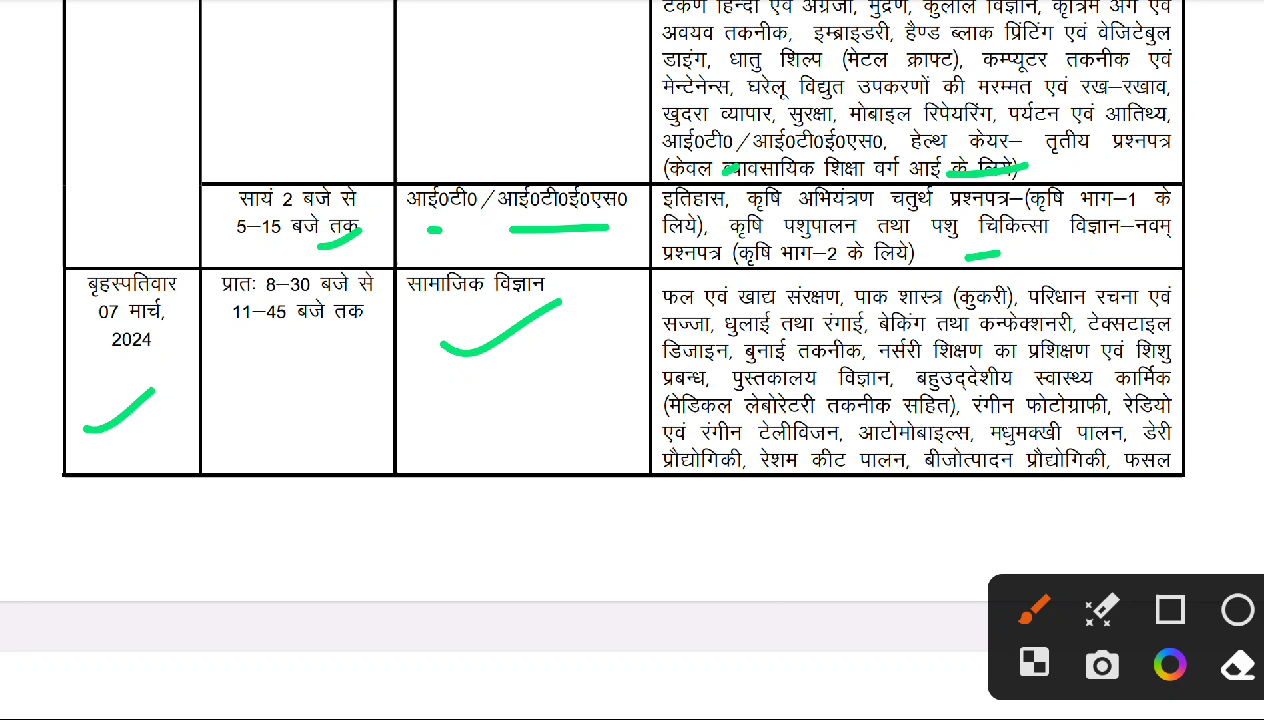 टंकण हिन्दी एवं अंग्रेजी, मुद्रण, कुलाल विज्ञान, कृत्रिम अंग एवं
अवयव तकनीक, इम्ब्राइडरी, हैण्ड ब्लाक प्रिंटिंग एवं वेजिटेबुल
डाइंग, धातु शिल्प (मेटल क्राफ्ट), कम्प्यूटर तकनीक एवं
मेन्टेनेन्स, घरेलू विद्युत उपकरणों की मरम्मत एवं रख–रखाव,
खुदरा व्यापार, सुरक्षा, मोबाइल रिपेयरिंग, पर्यटन एवं आतिथ्य,
आई0टी0/आई0टी0ई0एस0, हेल्थ केयर– तृतीय प्रश्नपत्र
(केवल व्यावसायिक शिक्षा वर्ग आई के लिये)
सायं 2 बजे से
5–15 बजे तक
आई0टी0/आई0टी0ई0एस0
इतिहास, कृषि अभियंत्रण चतुर्थ प्रश्नपत्र–(कृषि भाग–1 के
लिये), कृषि पशुपालन तथा पशु चिकित्सा विज्ञान–नवम्
प्रश्नपत्र (कृषि भाग–2 के लिये)
बृहस्पतिवार
07 मार्च,
2024
प्रातः 8–30 बजे से
11–45 बजे तक
सामाजिक विज्ञान
फल एवं खाद्य संरक्षण, पाक शास्त्र (कुकरी), परिधान रचना एवं
सज्जा, धुलाई तथा रंगाई, बेकिंग तथा कन्फेक्शनरी, टेक्सटाइल
डिजाइन, बुनाई तकनीक, नर्सरी शिक्षण का प्रशिक्षण एवं शिशु
प्रबन्ध, पुस्तकालय विज्ञान, बहुउद्देशीय स्वास्थ्य कार्मिक
(मेडिकल लेबोरेटरी तकनीक सहित), रंगीन फोटोग्राफी, रेडियो
एवं रंगीन टेलीविजन, आटोमोबाइल्स, मधुमक्खी पालन, डेरी
प्रौद्योगिकी, रेशम कीट पालन, बीजोत्पादन प्रौद्योगिकी, फसल